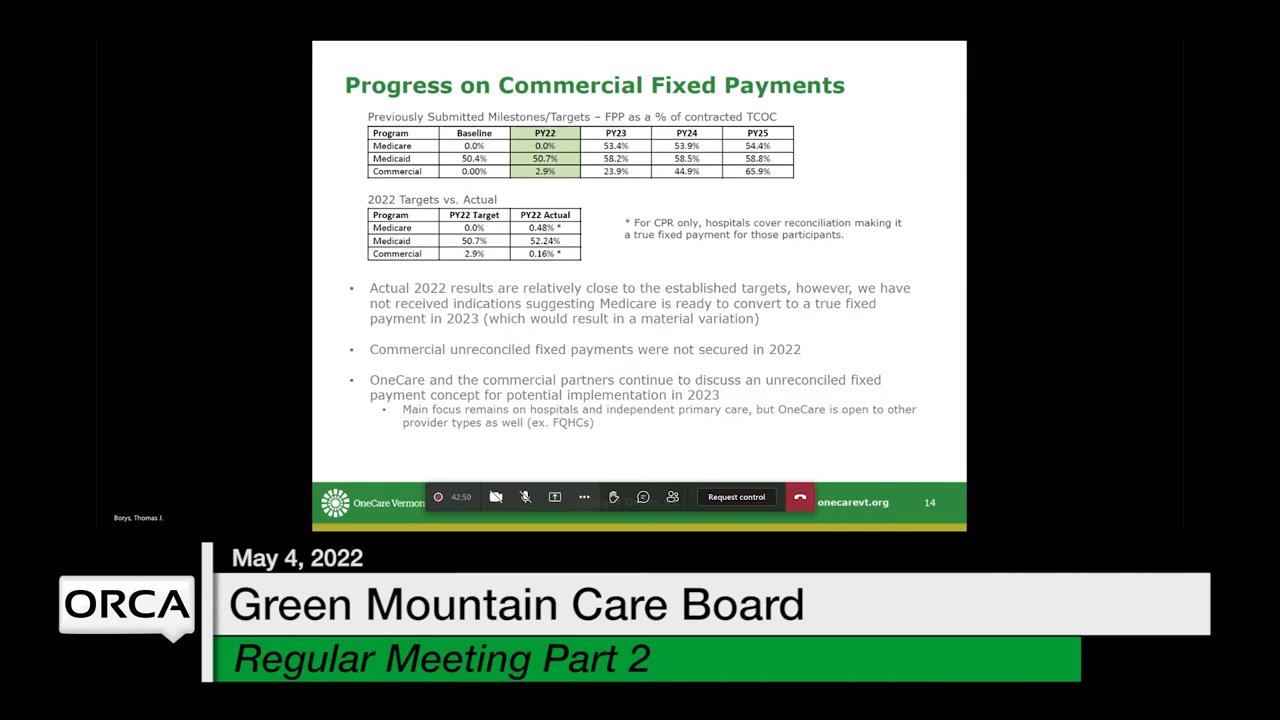 Progress on Commercial Fixed Payments
Previously Submitted Milestones/Targets – FPP as a % of contracted TCOC
Program Baseline PY22 PY23 PY24 PY25
Medicare 0.0% 0.0% 53.4% 53.9% 54.4%
Medicaid 50.4% 50.7% 58.2% 58.5% 58.8%
Commercial 0.00% 2.9% 23.9% 44.9% 65.9%
2022 Targets vs. Actual
Program PY22 Target PY22 Actual
Medicare 0.0% 0.48% *
Medicaid 50.7% 52.24%
Commercial 2.9% 0.16% *
* For CPR only, hospitals cover reconciliation making it
a true fixed payment for those participants.
• Actual 2022 results are relatively close to the established targets, however, we have
not received indications suggesting Medicare is ready to convert to a true fixed
payment in 2023 (which would result in a material variation)
• Commercial unreconciled fixed payments were not secured in 2022
• OneCare and the commercial partners continue to discuss an unreconciled fixed
payment concept for potential implementation in 2023
• Main focus remains on hospitals and independent primary care, but OneCare is open to other
provider types as well (ex. FQHCs)
OneCare Vermon
42:50
Request control
onecarevt.org
14
Borys, Thomas J.
May 4, 2022
ORCA
Green Mountain Care Board
Regular Meeting Part 2